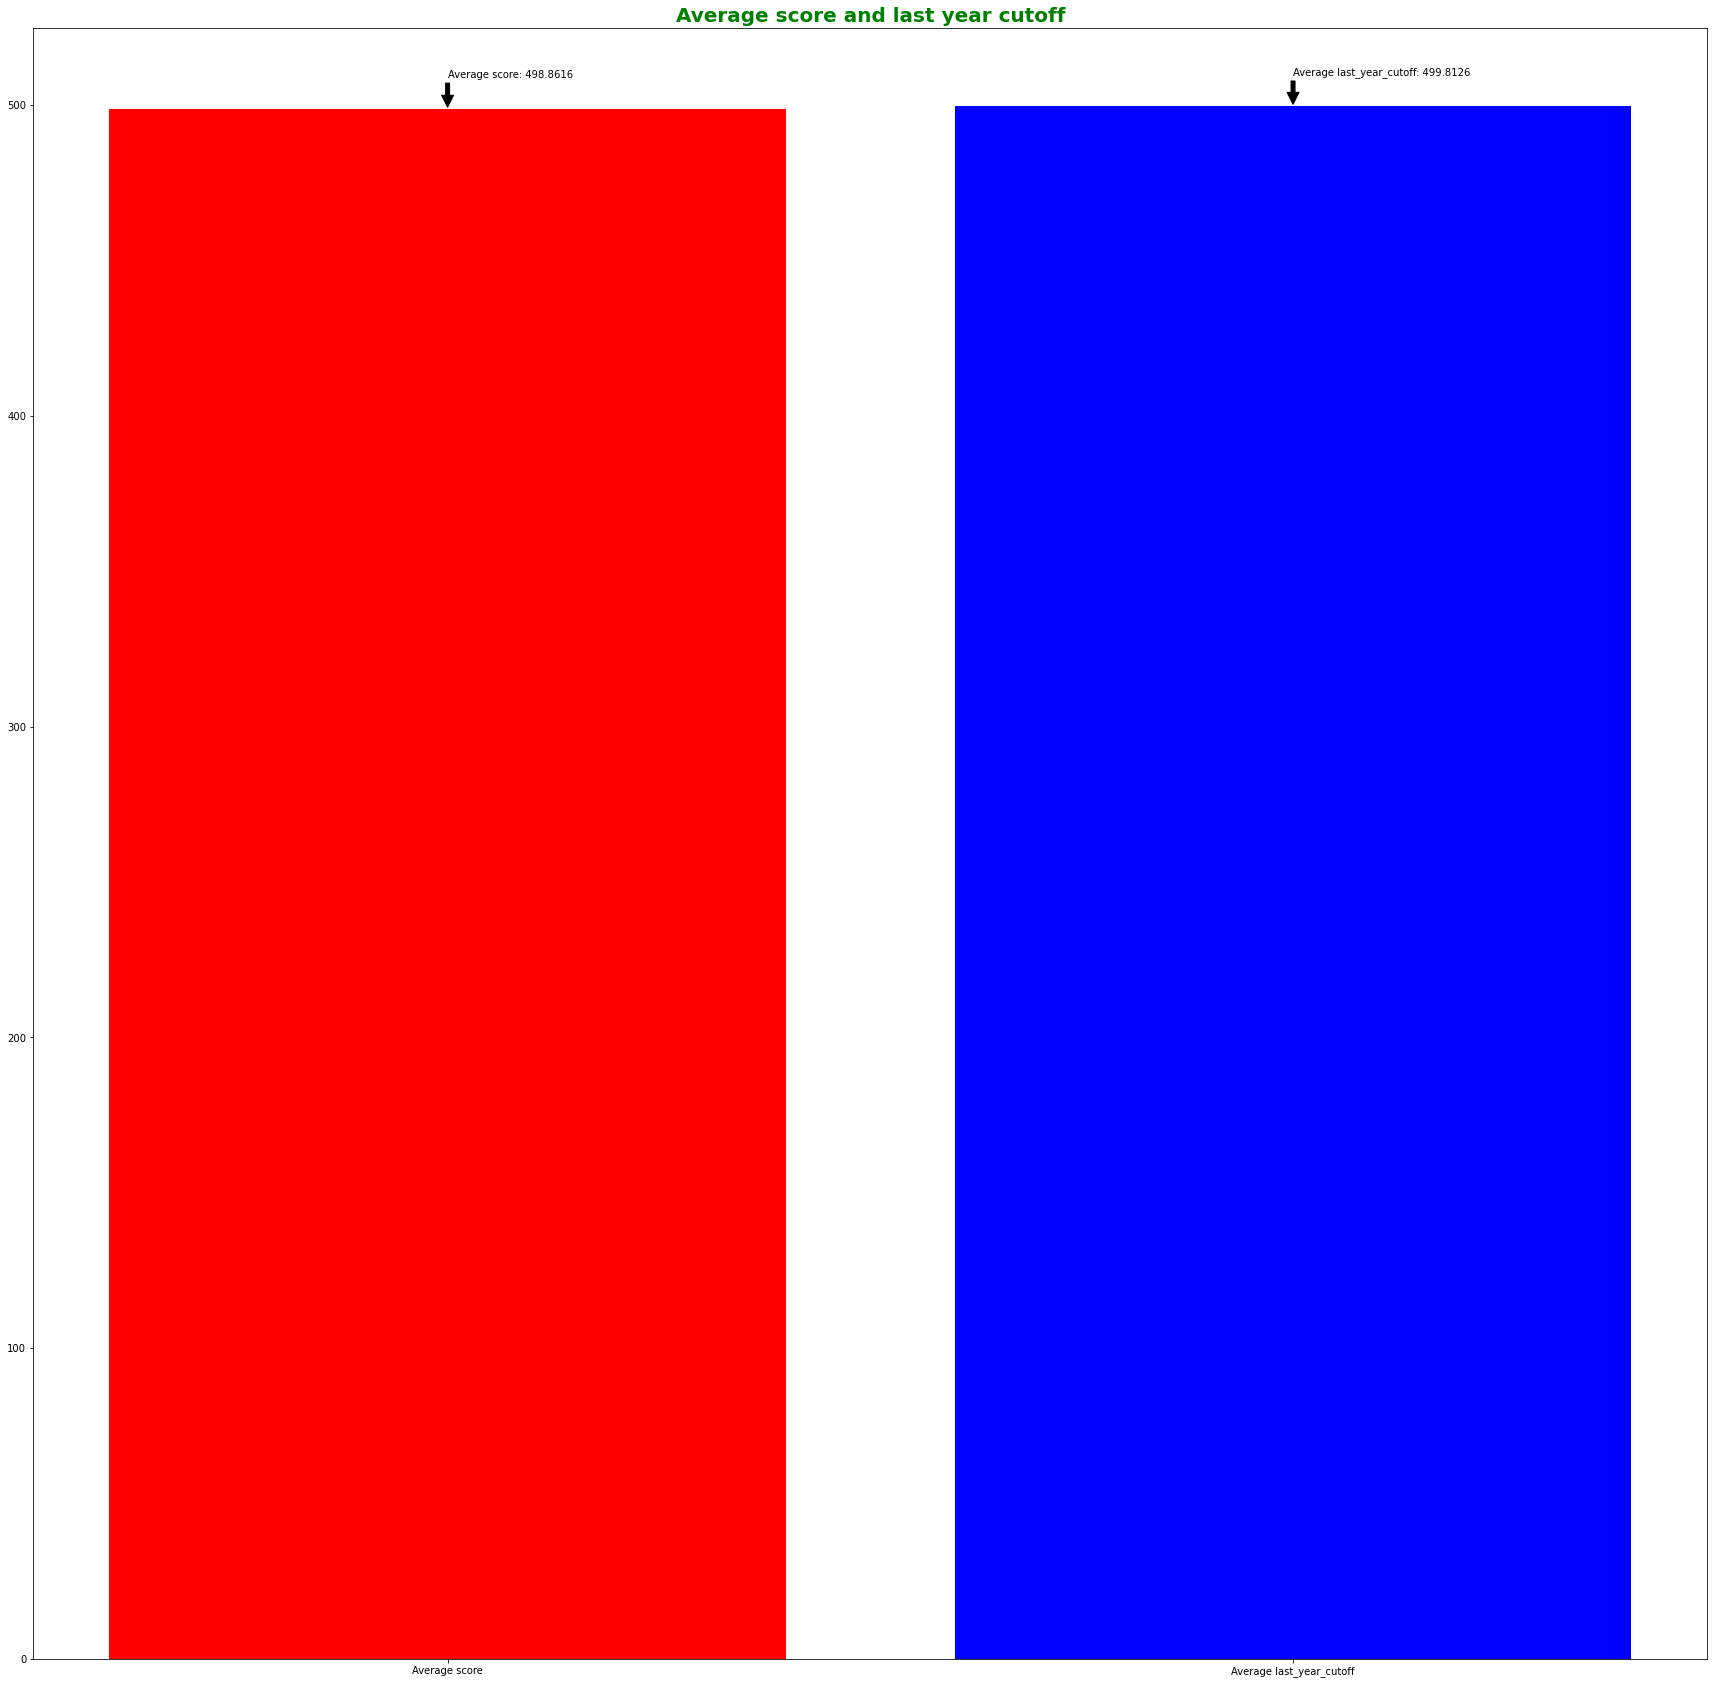 Average score and last year cutoff
Average score: 498.8616
Average last_year_cutoff: 499.8126
500
400
300
200
100
0
Average score
Average last_year_cutoff